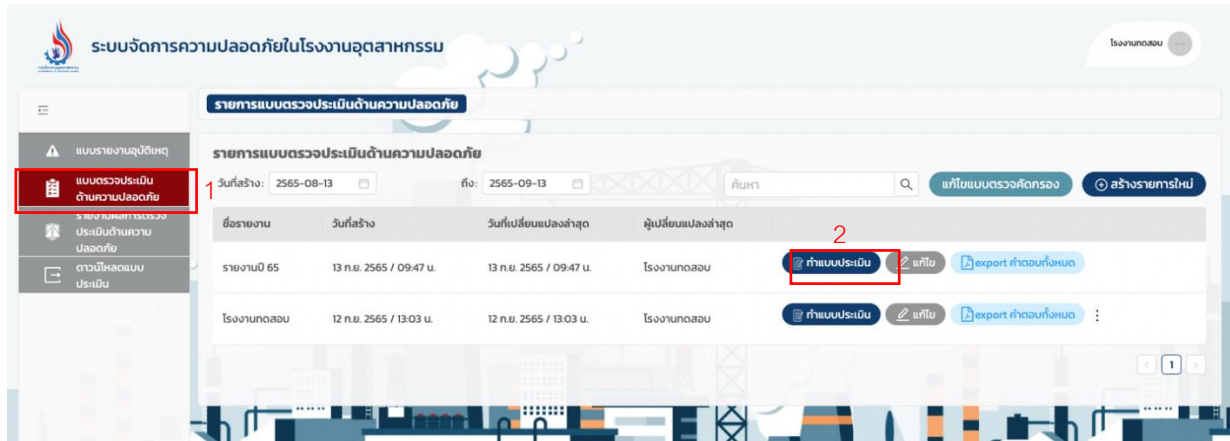 ระบบจัดการความปลอดภัยในโรงงานอุตสาหกรรม
โรงงานทดสอบ
รายการแบบตรวจประเมินด้านความปลอดภัย
แบบรายงานอุบัติเหตุ
แบบตรวจประเมิน
ด้านความปลอดภัย
1
รายงานผลการตรวจ
ประเมินด้านความ
ปลอดภัย
ดาวน์โหลดแบบ
ประเมิน
รายการแบบตรวจประเมินด้านความปลอดภัย
วันที่สร้าง: 2565-08-13 ถึง: 2565-09-13 ค้นหา แก้ไขแบบตรวจคัดกรอง สร้างรายการใหม่
ชื่อรายงาน วันที่สร้าง วันที่เปลี่ยนแปลงล่าสุด ผู้เปลี่ยนแปลงล่าสุด
2
รายงานปี 65 13 ก.ย. 2565 / 09:47 น. 13 ก.ย. 2565 / 09:47 น. โรงงานทดสอบ ทำแบบประเมิน แก้ไข export คำตอบทั้งหมด
โรงงานทดสอบ 12 ก.ย. 2565 / 13:03 น. 12 ก.ย. 2565 / 13:03 น. โรงงานทดสอบ ทำแบบประเมิน แก้ไข export คำตอบทั้งหมด
< 1 >